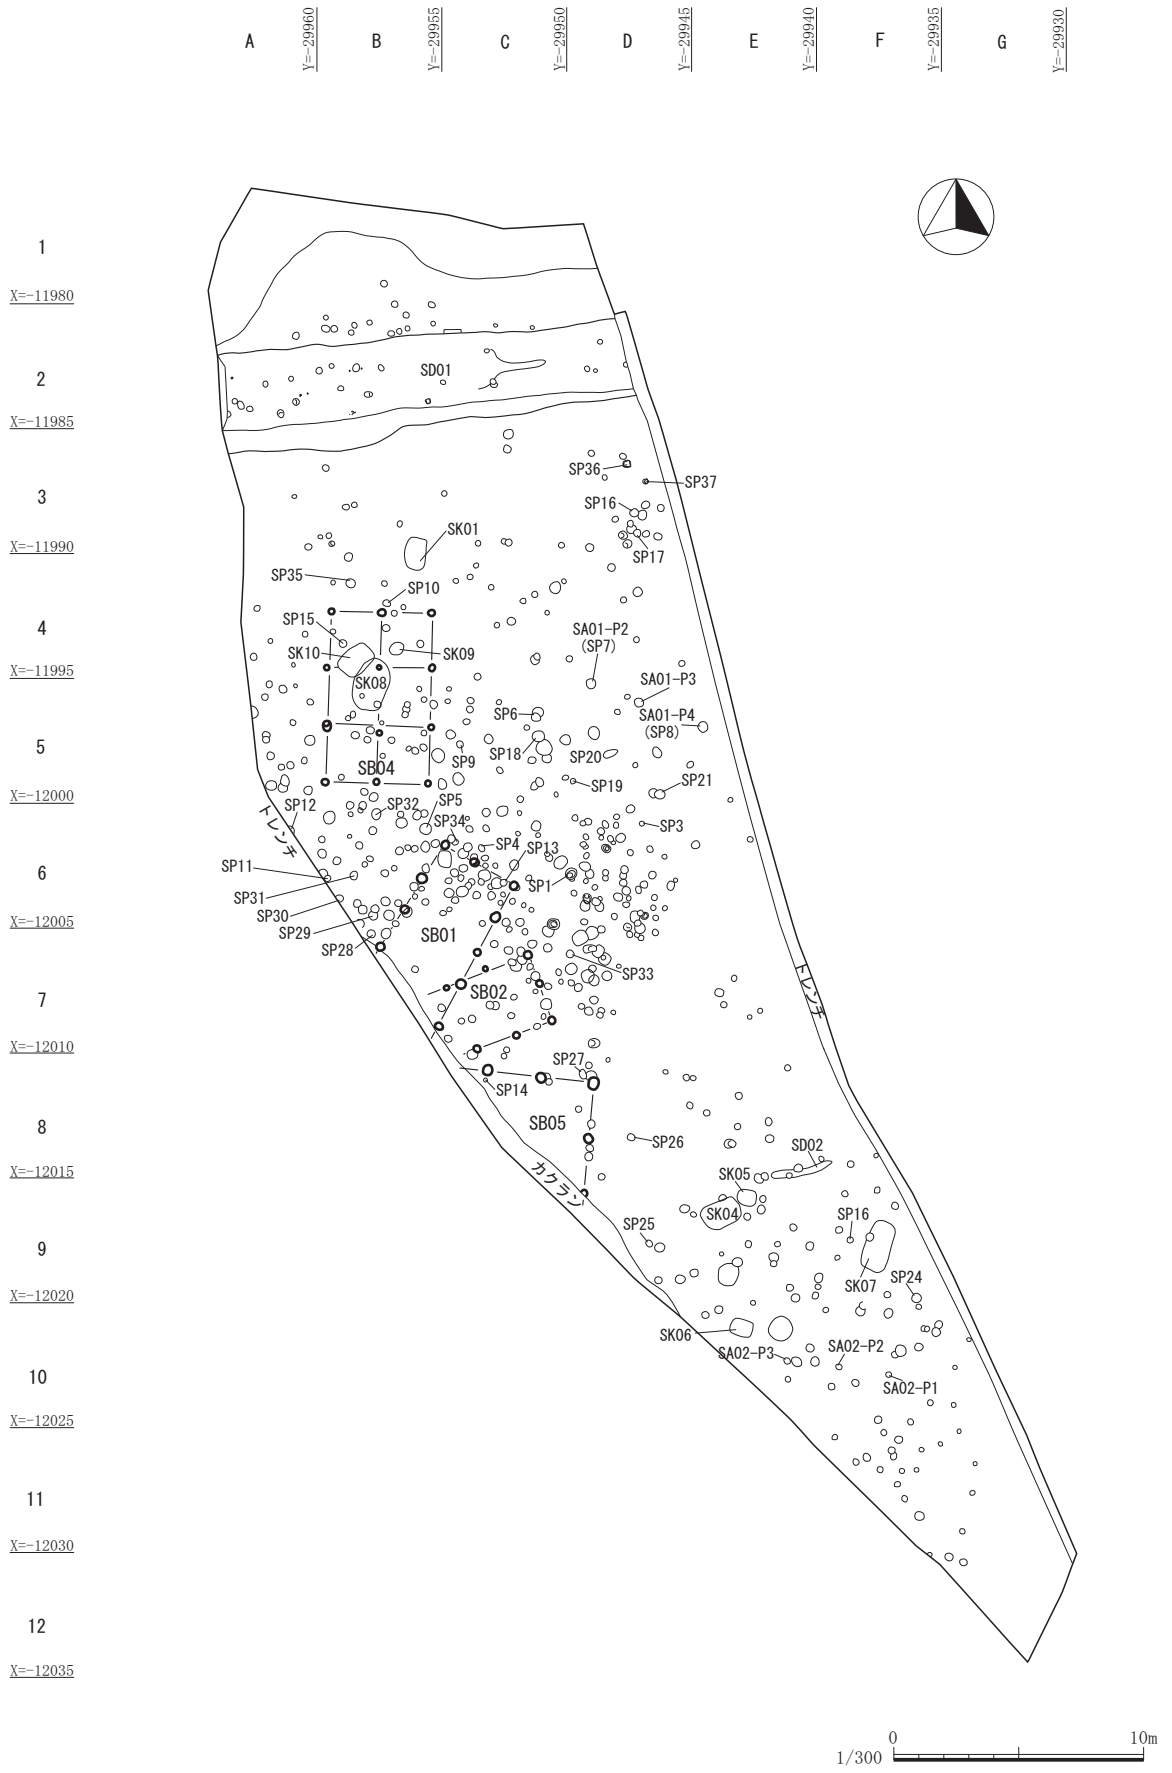 A
Y=-29960
B
Y=-29955
C
Y=-29950
D
Y=-29945
E
Y=-29940
F
Y=-29935
G
Y=-29930
1
X=-11980
2
SD01
X=-11985
SP36
SP37
3
SP16
SK01
X=-11990
SP17
SP35
SP10
4
SP15
SA01-P2
(SP7)
SK10
SK09
X=-11995
SK08
SA01-P3
SP6
SA01-P4
(SP8)
5
SP18
SP20
SP9
SB04
SP19
SP21
X=-12000
SP12
SP32
SP5
トレンチ
SP34
SP3
SP4
SP13
SP11
6
SP1
SP31
SP30
X=-12005
SP29
SB01
SP28
SP33
トレンチ
7
SB02
X=-12010
SP27
SP14
SB05
8
SP26
SD02
X=-12015
カクラン
SK05
SK04
SP25
SP16
9
SK07
SP24
X=-12020
SK06
SA02-P3
SA02-P2
10
SA02-P1
X=-12025
11
X=-12030
12
X=-12035
0
10m
1/300